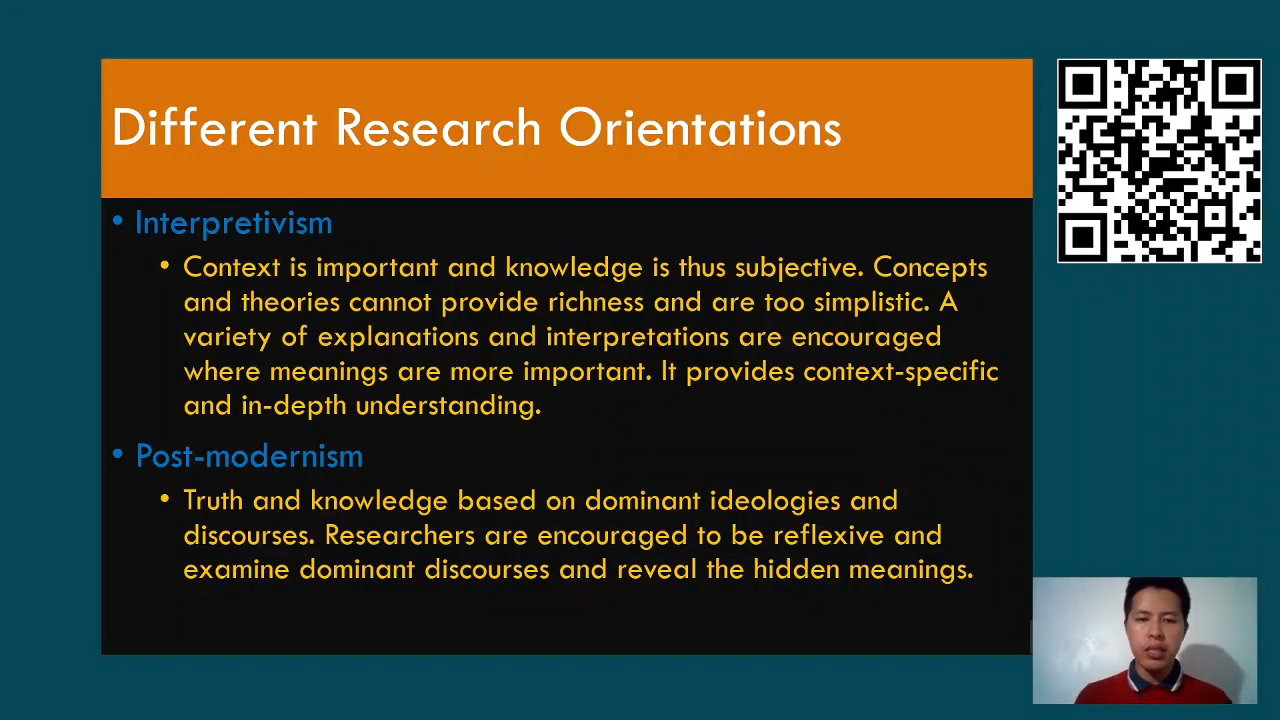 Different Research Orientations
• Interpretivism
• Context is important and knowledge is thus subjective. Concepts
and theories cannot provide richness and are too simplistic. A
variety of explanations and interpretations are encouraged
where meanings are more important. It provides context-specific
and in-depth understanding.
• Post-modernism
• Truth and knowledge based on dominant ideologies and
discourses. Researchers are encouraged to be reflexive and
examine dominant discourses and reveal the hidden meanings.